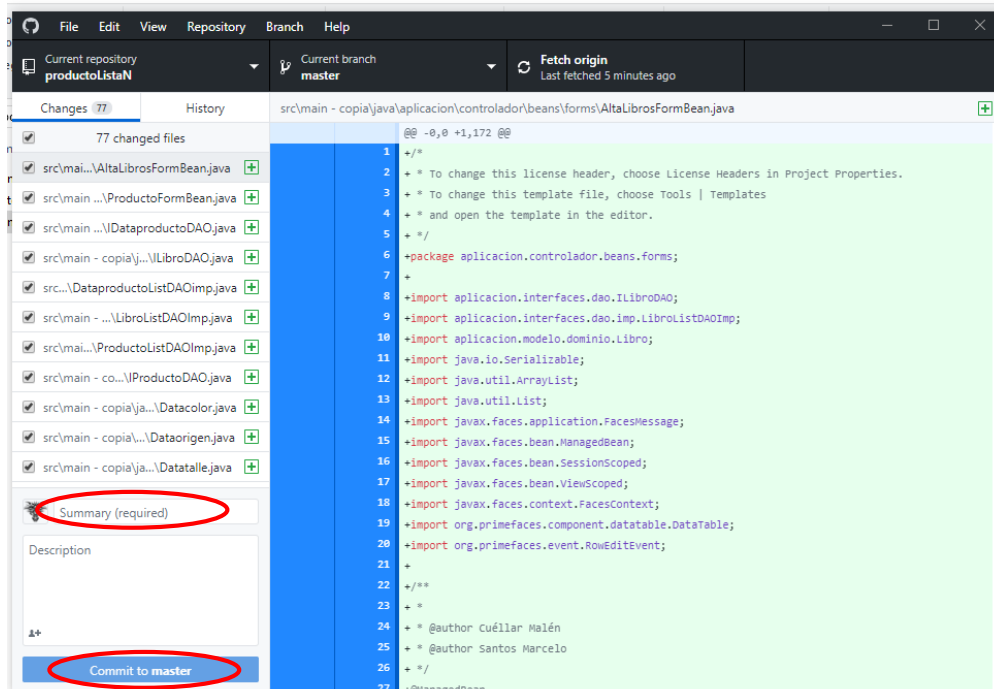 File Edit View Repository Branch Help
Current repository
productoListaN
Current branch
master
Fetch origin
Last fetched 5 minutes ago
Changes 77
History
src\main - copia\java\aplicacion\controlador\beans\forms\AltaLibrosFormBean.java
77 changed files
src\mai...\AltaLibrosFormBean.java
src\main ...\ProductoFormBean.java
src\main ...\IDataproductoDAO.java
src\main - copia\j...\ILibroDAO.java
src...\DataproductoListDAOimp.java
src\main - ...\LibroListDAOImp.java
src\mai...\ProductoListDAOImp.java
src\main - co...\IProductoDAO.java
src\main - copia\ja...\Datacolor.java
src\main - copia\...\Dataorigen.java
src\main - copia\ja...\Datatalle.java
Summary (required)
Description
Commit to master
@@ -0,0 +1,172 @@
1 +/*
2 + * To change this license header, choose License Headers in Project Properties.
3 + * To change this template file, choose Tools | Templates
4 + * and open the template in the editor.
5 + */
6 +package aplicacion.controlador.beans.forms;
7 +
8 +import aplicacion.interfaces.dao.ILibroDAO;
9 +import aplicacion.interfaces.dao.imp.LibroListDAOImp;
10 +import aplicacion.modelo.dominio.Libro;
11 +import java.io.Serializable;
12 +import java.util.ArrayList;
13 +import java.util.List;
14 +import javax.faces.application.FacesMessage;
15 +import javax.faces.bean.ManagedBean;
16 +import javax.faces.bean.SessionScoped;
17 +import javax.faces.bean.ViewScoped;
18 +import javax.faces.context.FacesContext;
19 +import org.primefaces.component.datatable.DataTable;
20 +import org.primefaces.event.RowEditEvent;
21 +
22 +/**
23 + *
24 + * @author Cuéllar Malén
25 + * @author Santos Marcelo
26 + */
27 +@ManagedBean